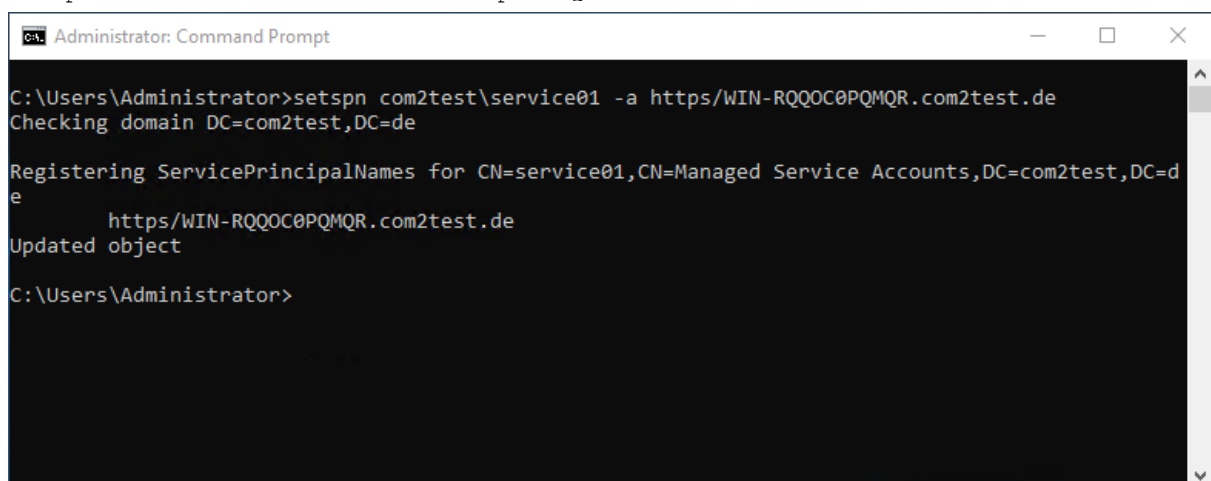 Administrator: Command Prompt
C:\Users\Administrator>setspn com2test\service01 -a https/WIN-RQQOC0PQMQR.com2test.de
Checking domain DC=com2test,DC=de
Registering ServicePrincipalNames for CN=service01,CN=Managed Service Accounts,DC=com2test,DC=d
e
https/WIN-RQQOC0PQMQR.com2test.de
Updated object
C:\Users\Administrator>